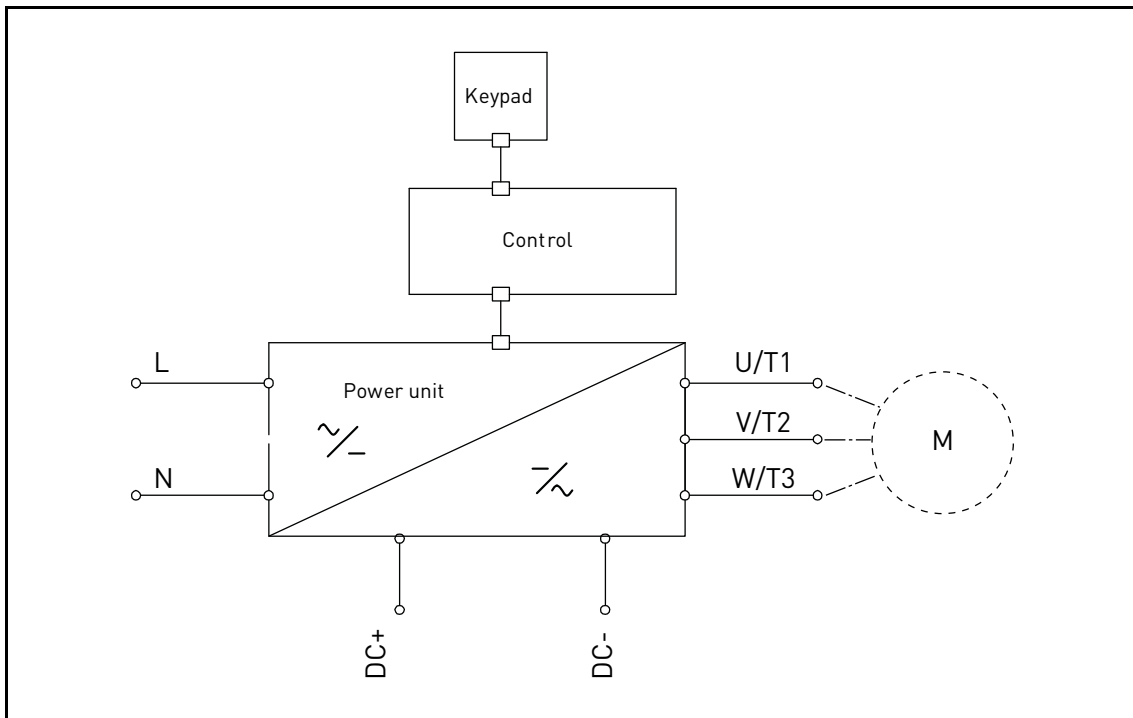 Keypad
Control
L
Power unit
U/T1
V/T2
M
N
W/T3
DC+
DC-